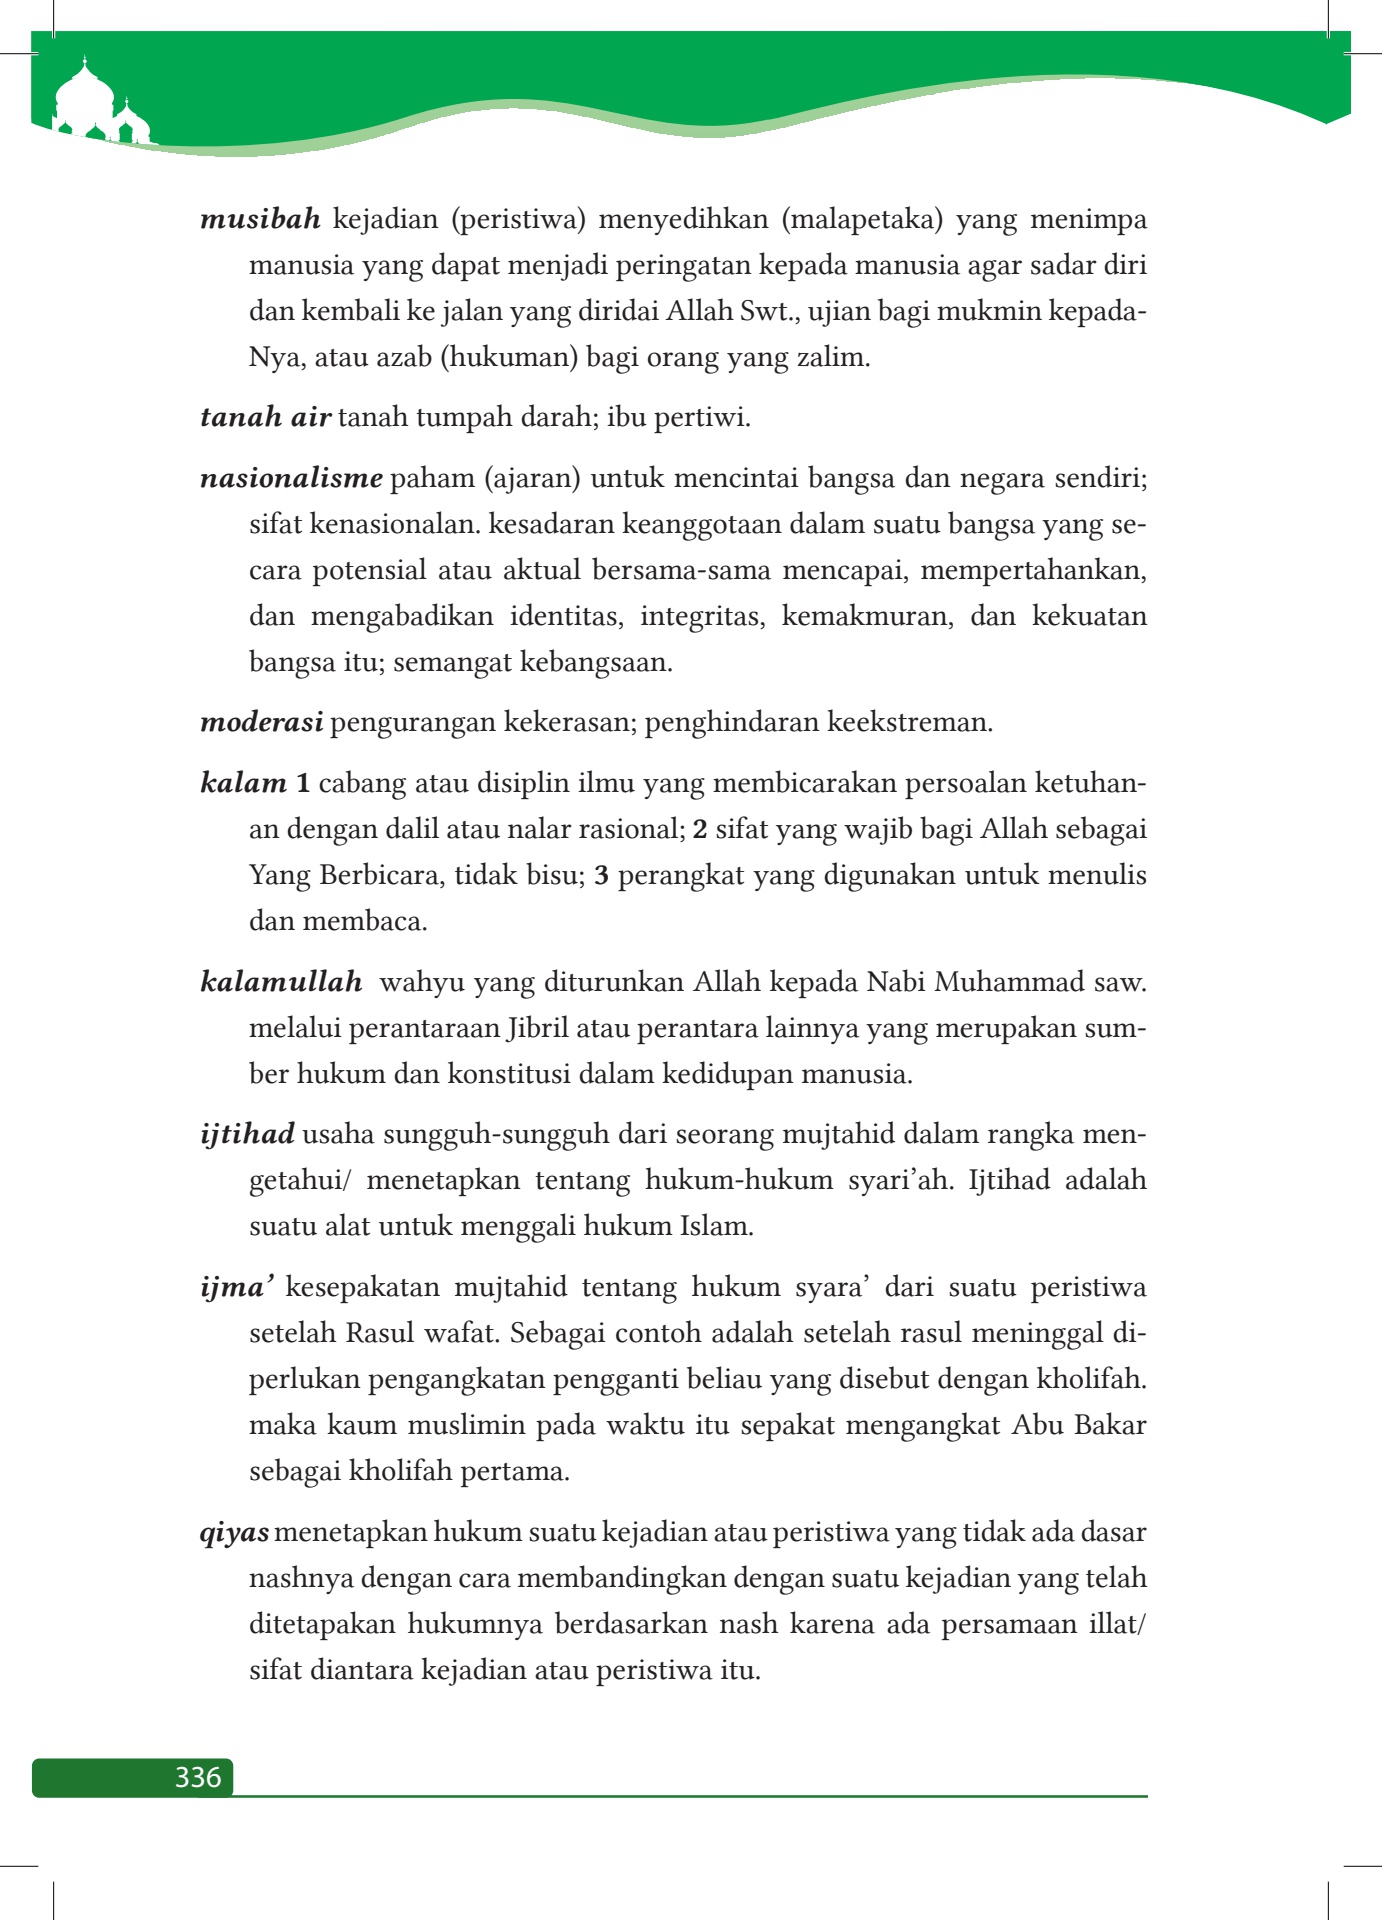 musibah kejadian (peristiwa) menyedihkan (malapetaka) yang menimpa
manusia yang dapat menjadi peringatan kepada manusia agar sadar diri
dan kembali ke jalan yang diridai Allah Swt., ujian bagi mukmin kepada-
Nya, atau azab (hukuman) bagi orang yang zalim.
tanah air tanah tumpah darah; ibu pertiwi.
nasionalisme paham (ajaran) untuk mencintai bangsa dan negara sendiri;
sifat kenasionalan. kesadaran keanggotaan dalam suatu bangsa yang se-
cara potensial atau aktual bersama-sama mencapai, mempertahankan,
dan mengabadikan identitas, integritas, kemakmuran, dan kekuatan
bangsa itu; semangat kebangsaan.
moderasi pengurangan kekerasan; penghindaran keekstreman.
kalam 1 cabang atau disiplin ilmu yang membicarakan persoalan ketuhan-
an dengan dalil atau nalar rasional; 2 sifat yang wajib bagi Allah sebagai
Yang Berbicara, tidak bisu; 3 perangkat yang digunakan untuk menulis
dan membaca.
kalamullah wahyu yang diturunkan Allah kepada Nabi Muhammad saw.
melalui perantaraan Jibril atau perantara lainnya yang merupakan sum-
ber hukum dan konstitusi dalam kedidupan manusia.
ijtihad usaha sungguh-sungguh dari seorang mujtahid dalam rangka men-
getahui/ menetapkan tentang hukum-hukum syari’ah. Ijtihad adalah
suatu alat untuk menggali hukum Islam.
ijma’ kesepakatan mujtahid tentang hukum syara’ dari suatu peristiwa
setelah Rasul wafat. Sebagai contoh adalah setelah rasul meninggal di-
perlukan pengangkatan pengganti beliau yang disebut dengan kholifah.
maka kaum muslimin pada waktu itu sepakat mengangkat Abu Bakar
sebagai kholifah pertama.
qiyas menetapkan hukum suatu kejadian atau peristiwa yang tidak ada dasar
nashnya dengan cara membandingkan dengan suatu kejadian yang telah
ditetapakan hukumnya berdasarkan nash karena ada persamaan illat/
sifat diantara kejadian atau peristiwa itu.
336